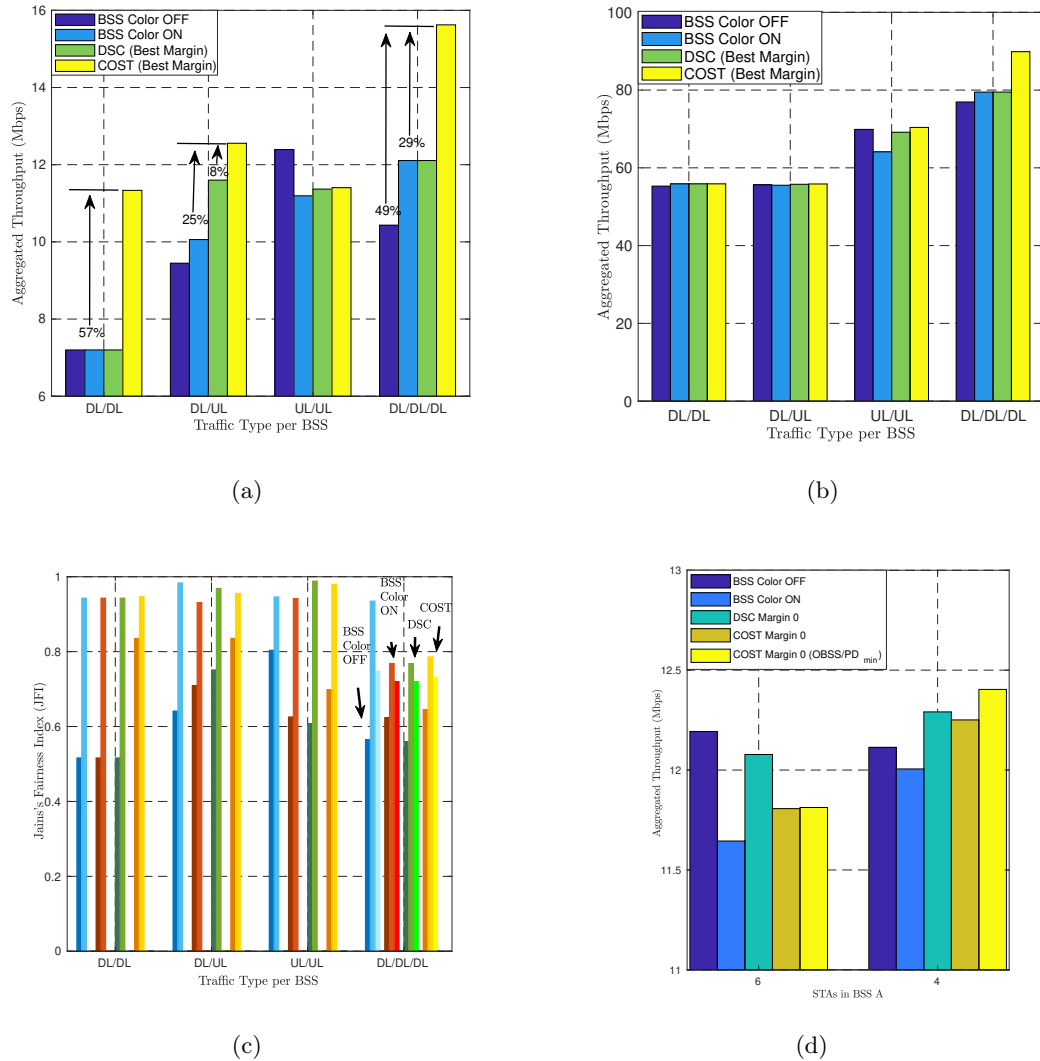 BSS Color OFF
BSS Color ON
DSC (Best Margin)
COST (Best Margin)
16
14
12
10
8
6
57%
25%
8%
49%
29%
DL/DL
DL/UL
UL/UL
DL/DL/DL
Traffic Type per BSS
Aggregated Throughput (Mbps)
(a)
BSS Color OFF
BSS Color ON
DSC (Best Margin)
COST (Best Margin)
100
80
60
40
20
0
DL/DL
DL/UL
UL/UL
DL/DL/DL
Traffic Type per BSS
Aggregated Throughput (Mbps)
(b)
1
0.8
0.6
0.4
0.2
0
BSS
Color
OFF
BSS
Color
ON
DSC
COST
DL/DL
DL/UL
UL/UL
DL/DL/DL
Traffic Type per BSS
Jains's Fairness Index (JFI)
(c)
BSS Color OFF
BSS Color ON
DSC Margin 0
COST Margin 0
COST Margin 0 (OBSS/PD min)
13
12.5
12
11.5
11
6
4
STAs in BSS A
Aggregated Throughput (Mbps)
(d)